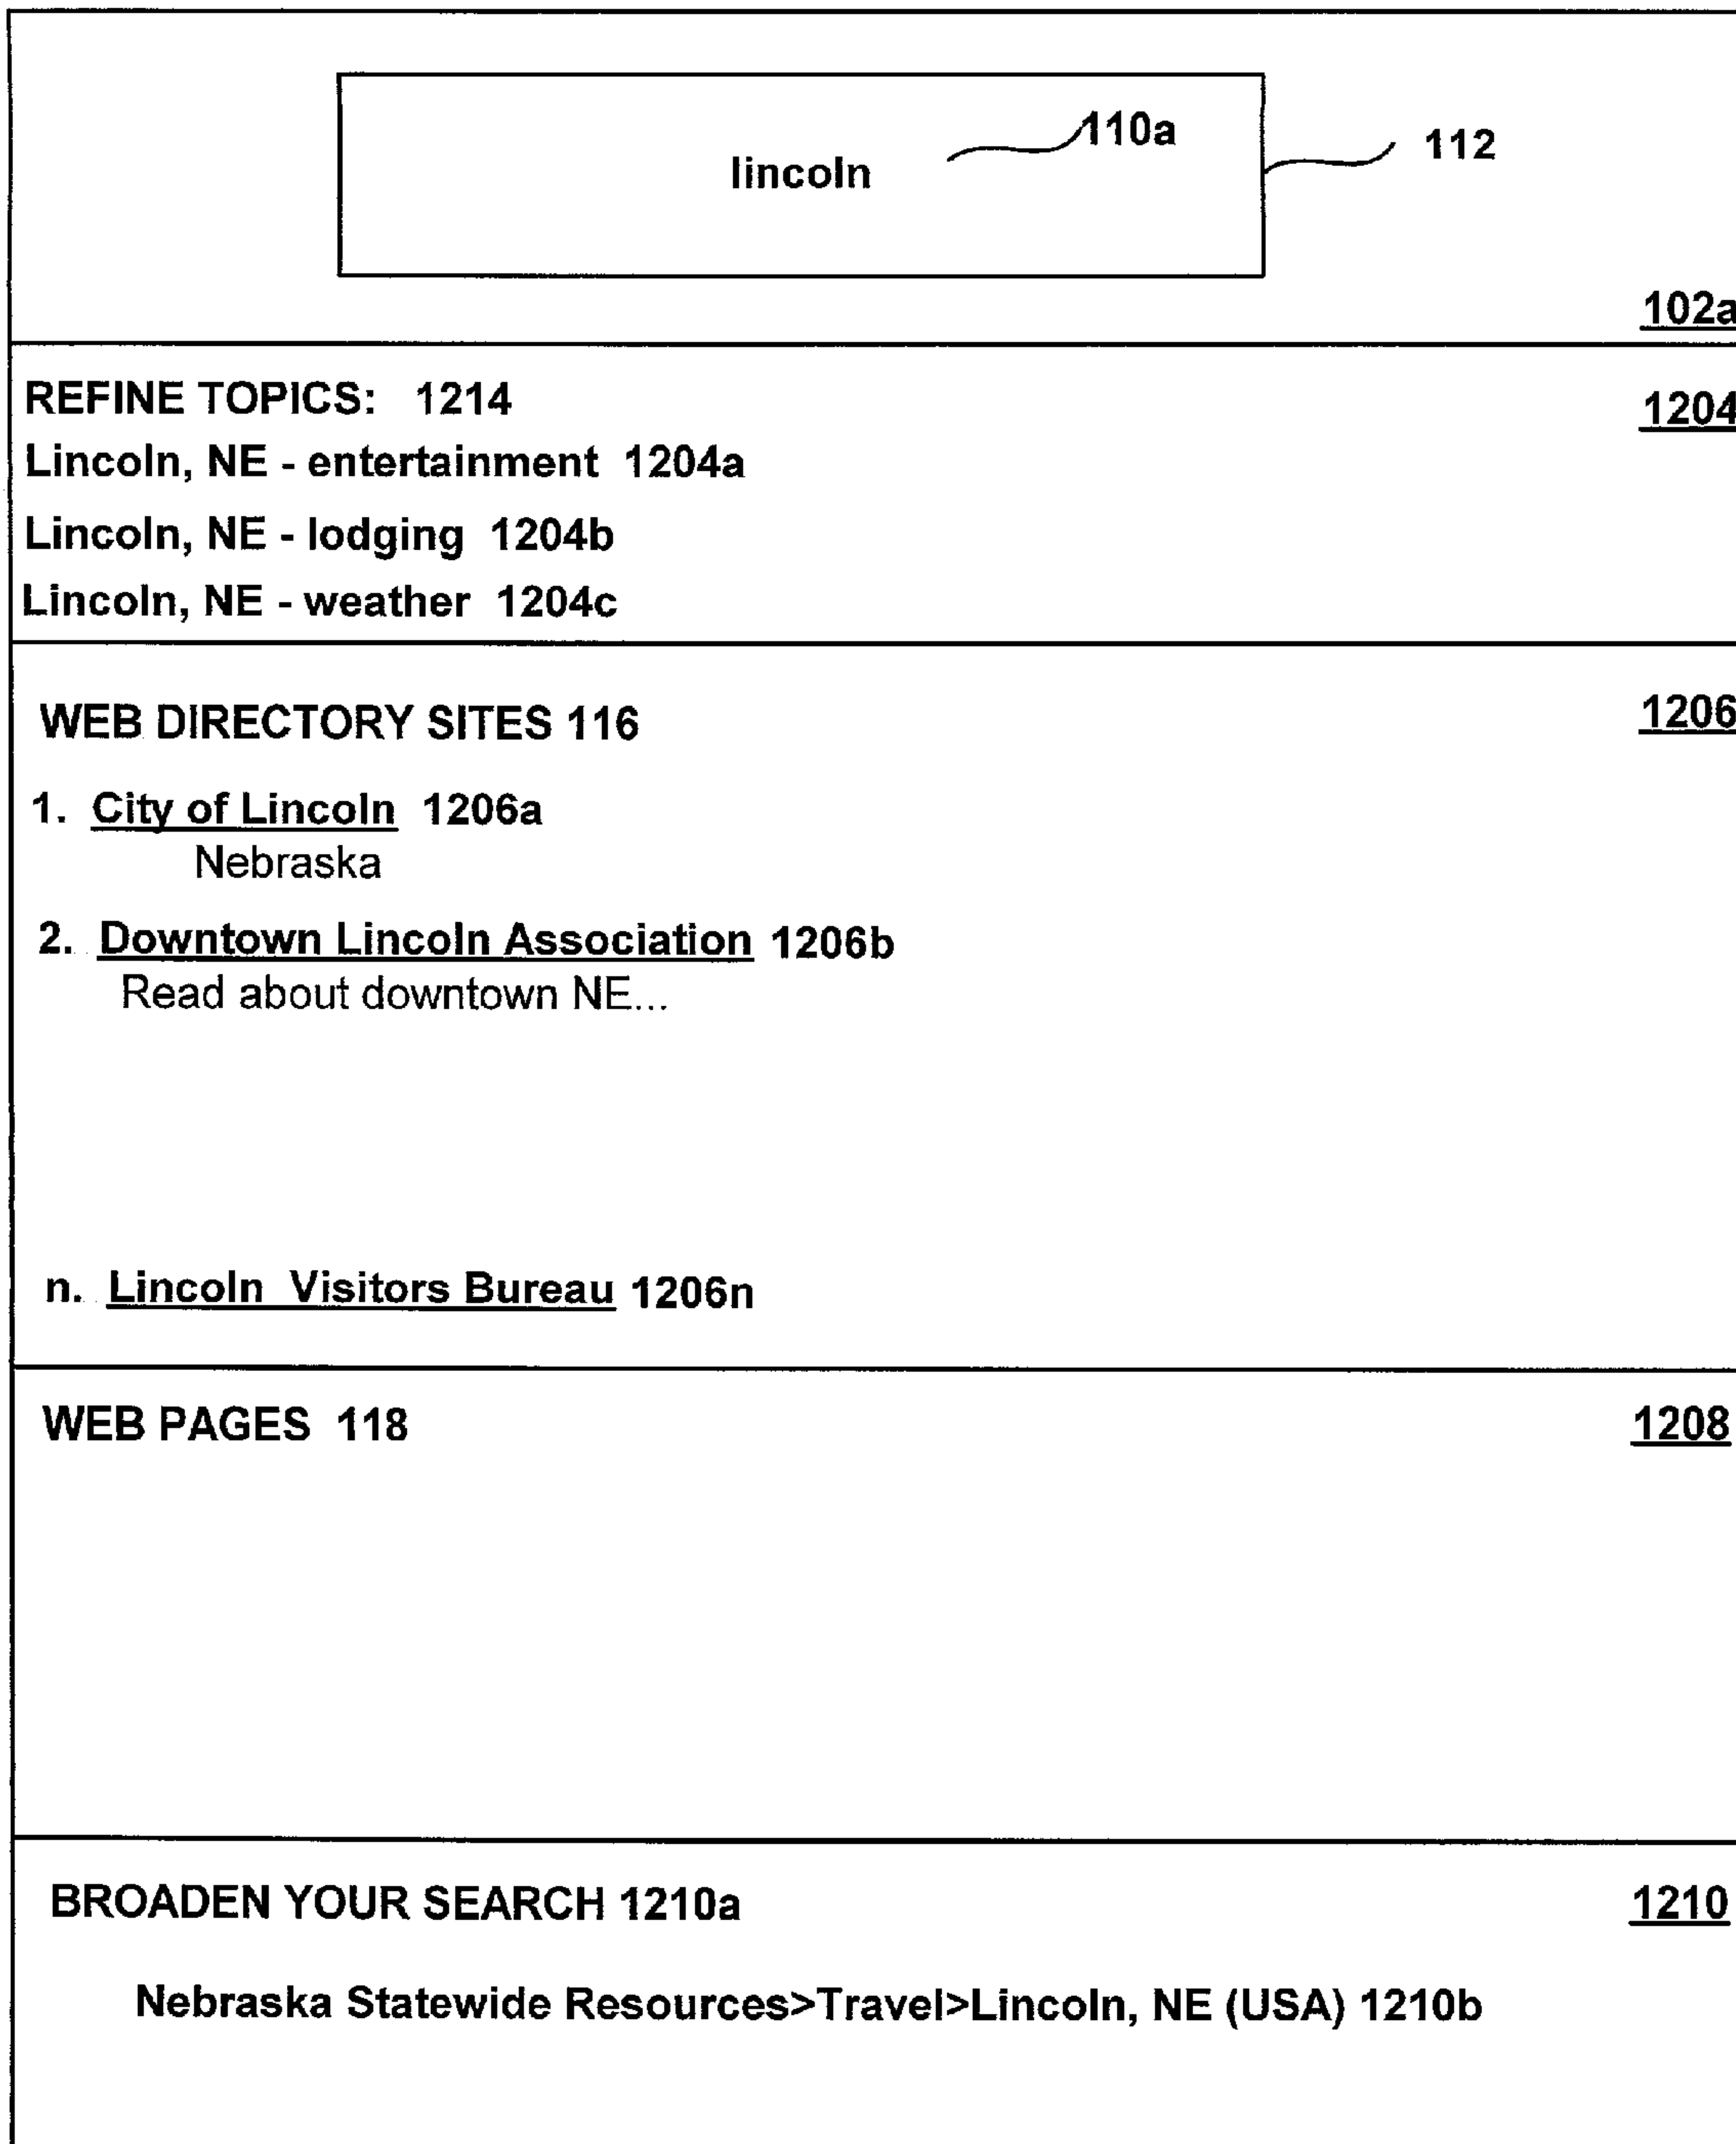 lincoln 110a 112
102a
REFINE TOPICS: 1214 1204
Lincoln, NE - entertainment 1204a
Lincoln, NE - lodging 1204b
Lincoln, NE - weather 1204c
WEB DIRECTORY SITES 116 1206
1. City of Lincoln 1206a
Nebraska
2. Downtown Lincoln Association 1206b
Read about downtown NE...
n. Lincoln Visitors Bureau 1206n
WEB PAGES 118 1208
BROADEN YOUR SEARCH 1210a 1210
Nebraska Statewide Resources>Travel>Lincoln, NE (USA) 1210b